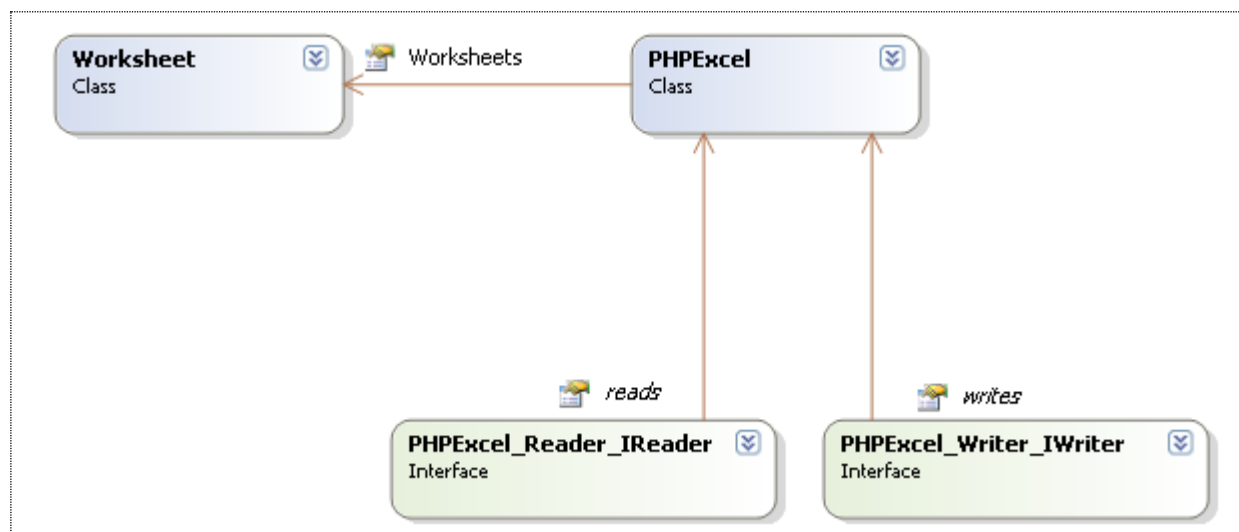 Worksheet
Class
Worksheets
PHPExcel
Class
reads
writes
PHPExcel_Reader_IReader
Interface
PHPExcel_Writer_IWriter
Interface